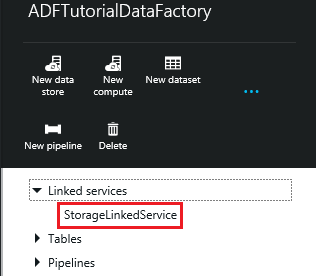 ADFTutorialDataFactory
New data store
New compute
New dataset
...
New pipeline
Delete
Linked services
StorageLinkedService
Tables
Pipelines